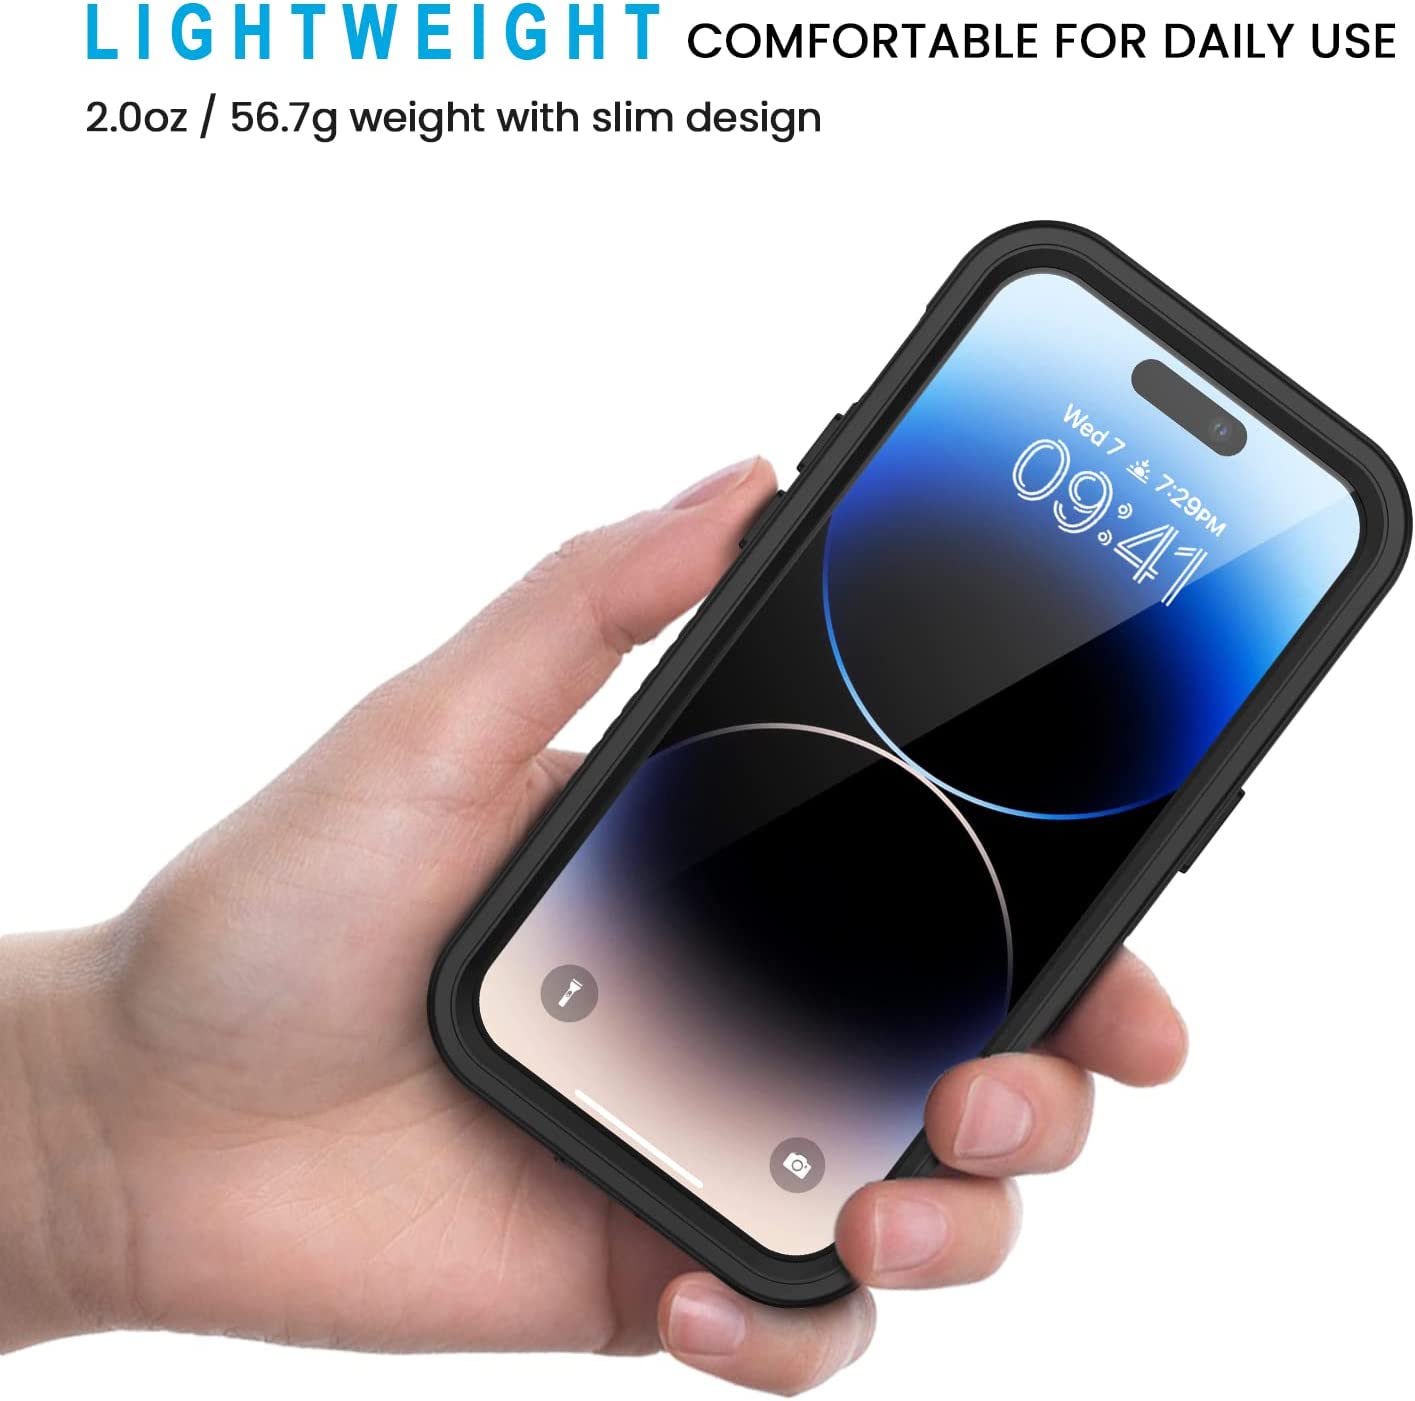 LIGHTWEIGHT COMFORTABLE FOR DAILY USE
2.0oz / 56.7g weight with slim design
Wed 7 7:29PM
09:41